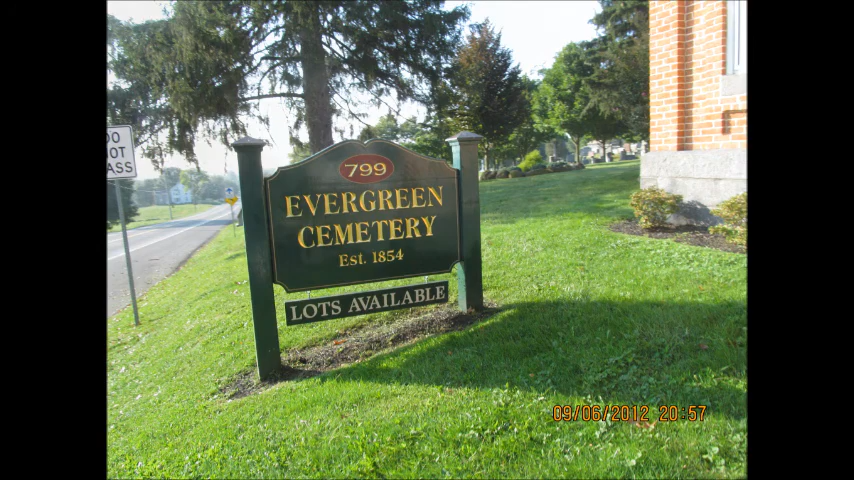 DO
NOT
PASS
799
EVERGREEN
CEMETERY
Est. 1854
LOTS AVAILABLE
09/06/2012 20:57